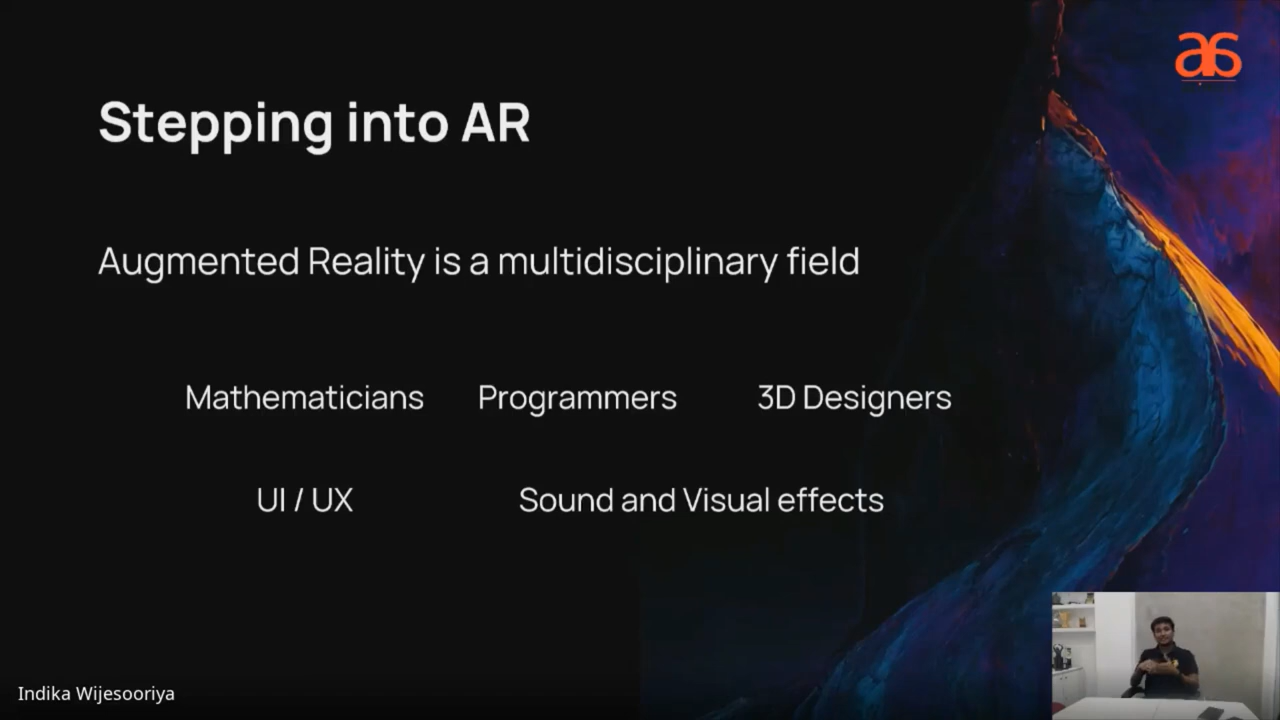 Stepping into AR
Augmented Reality is a multidisciplinary field
Mathematicians Programmers 3D Designers
UI / UX Sound and Visual effects
Indika Wijesooriya